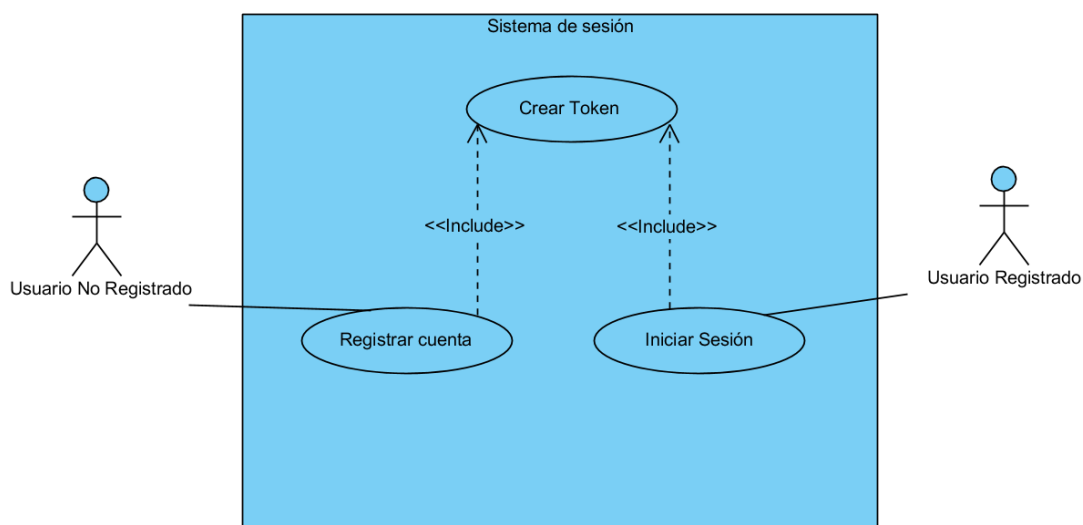 Sistema de sesión
Crear Token
<<Include>>
<<Include>>
Usuario No Registrado
Usuario Registrado
Registrar cuenta
Iniciar Sesión